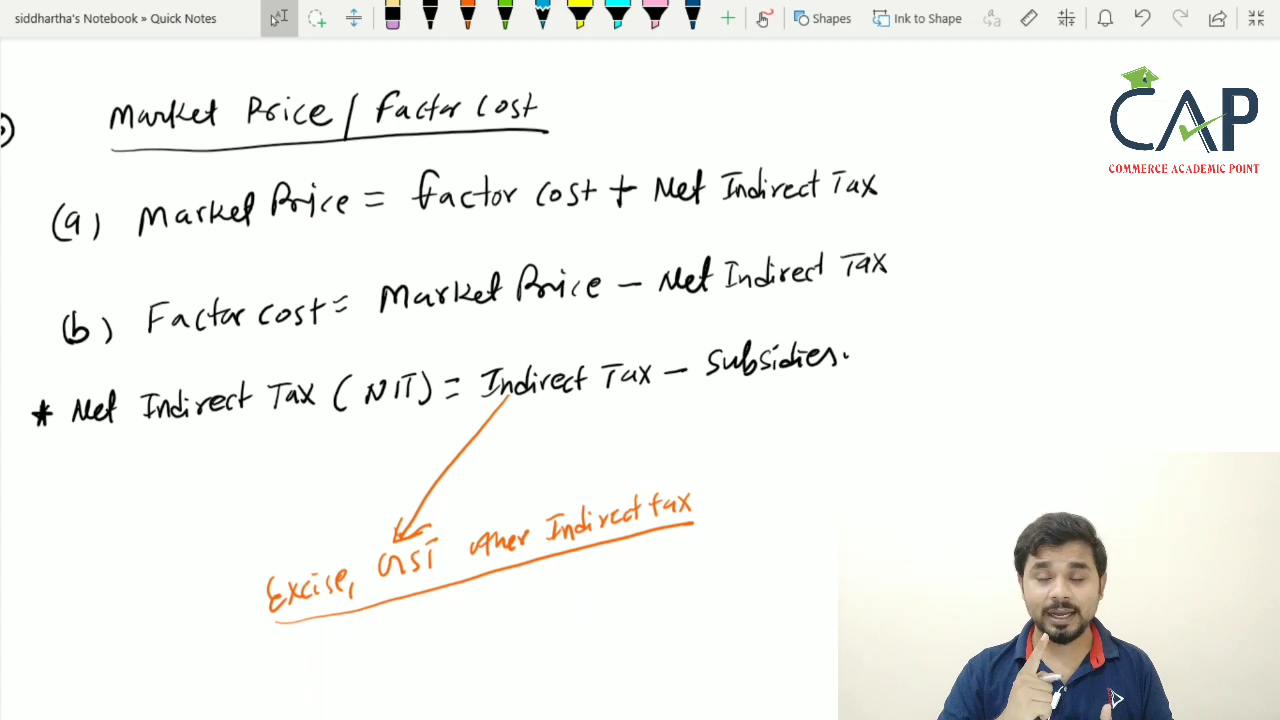 siddhartha's Notebook » Quick Notes
Shapes
Ink to Shape
CAP
COMMERCE ACADEMIC POINT
Market Price / Factor Cost
(a) Market Price = factor cost + Net Indirect Tax
(b) Factor cost = Market Price - Net Indirect Tax
* Net Indirect Tax (NIT) = Indirect Tax - Subsidies.
Excise, GST other Indirect tax